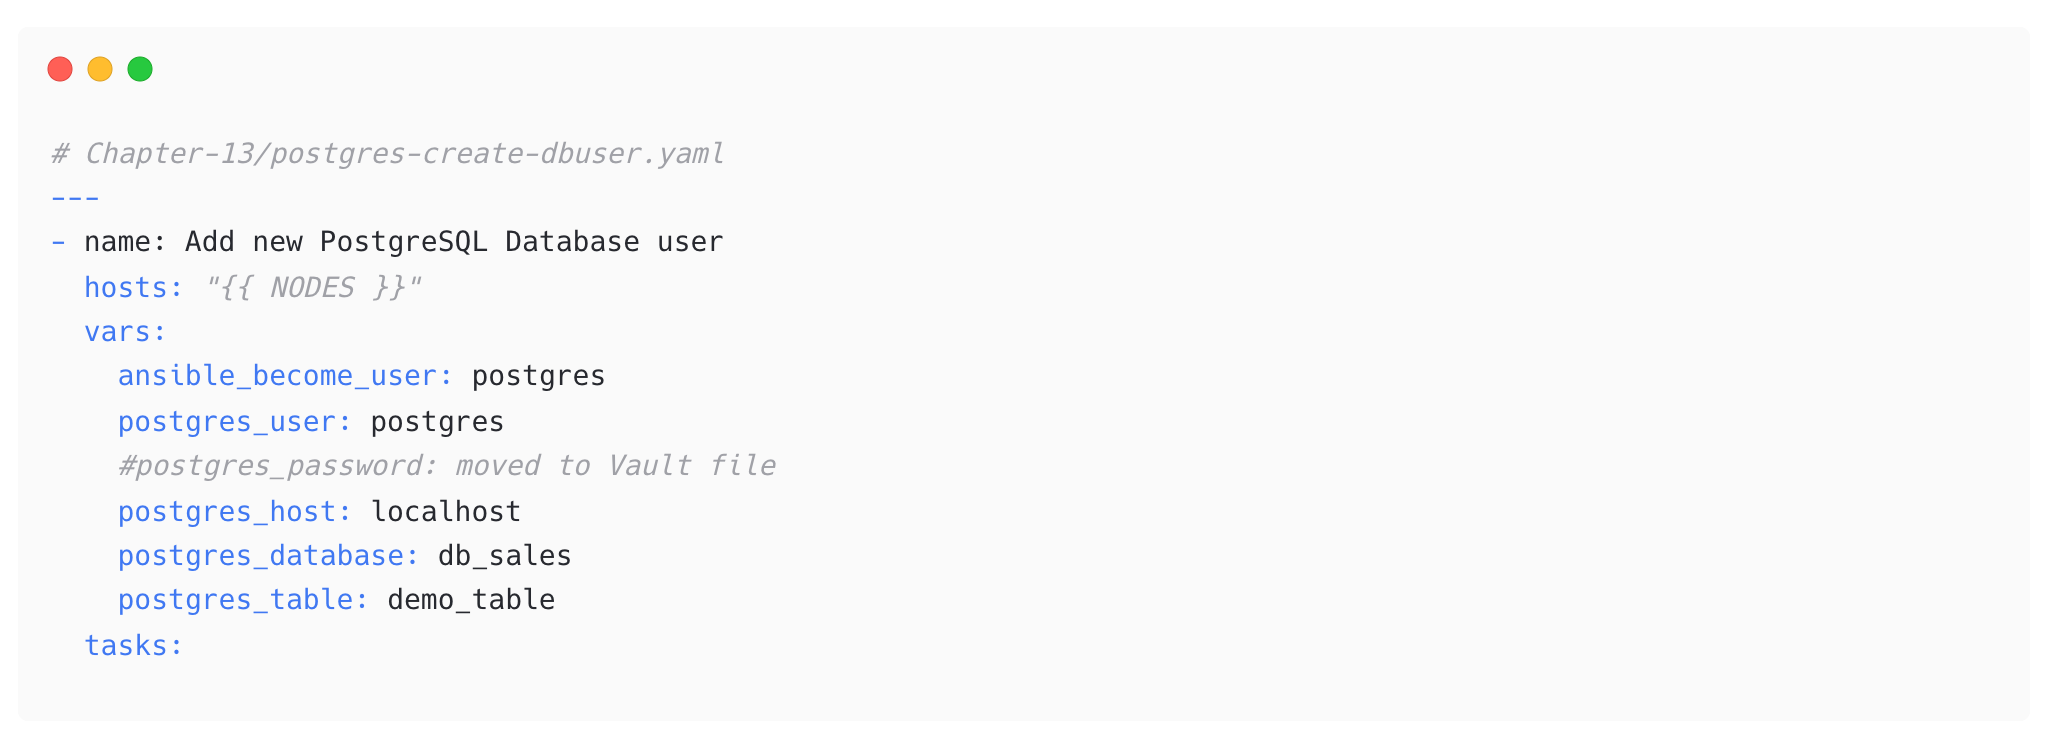 # Chapter-13/postgres-create-dbuser.yaml
---
- name: Add new PostgreSQL Database user
  hosts: "{{ NODES }}"
  vars:
    ansible_become_user: postgres
    postgres_user: postgres
    #postgres_password: moved to Vault file
    postgres_host: localhost
    postgres_database: db_sales
    postgres_table: demo_table
  tasks: